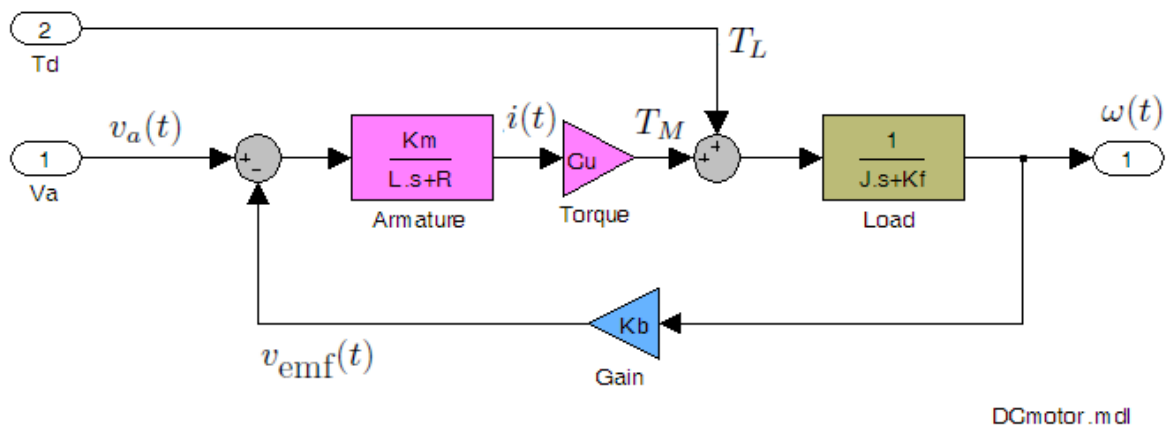 2
Td
T_L
v_a(t)
1
Va
+
−
Km
L.s+R
Armature
i(t)
Cu
Torque
T_M
+
+
1
J.s+Kf
Load
ω(t)
1
Kb
Gain
v_emf(t)
DCmotor.mdl